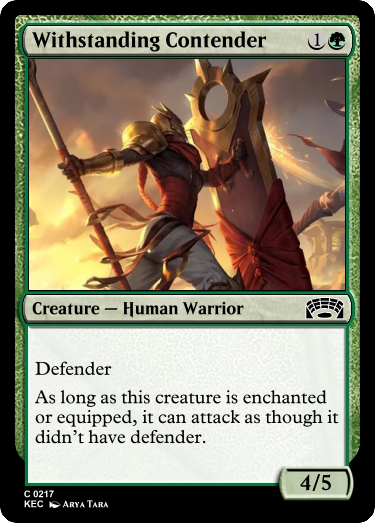 Withstanding Contender 1
Creature — Human Warrior
Defender
As long as this creature is enchanted
or equipped, it can attack as though it
didn't have defender.
4/5
C 0217
KEC Arya Tara